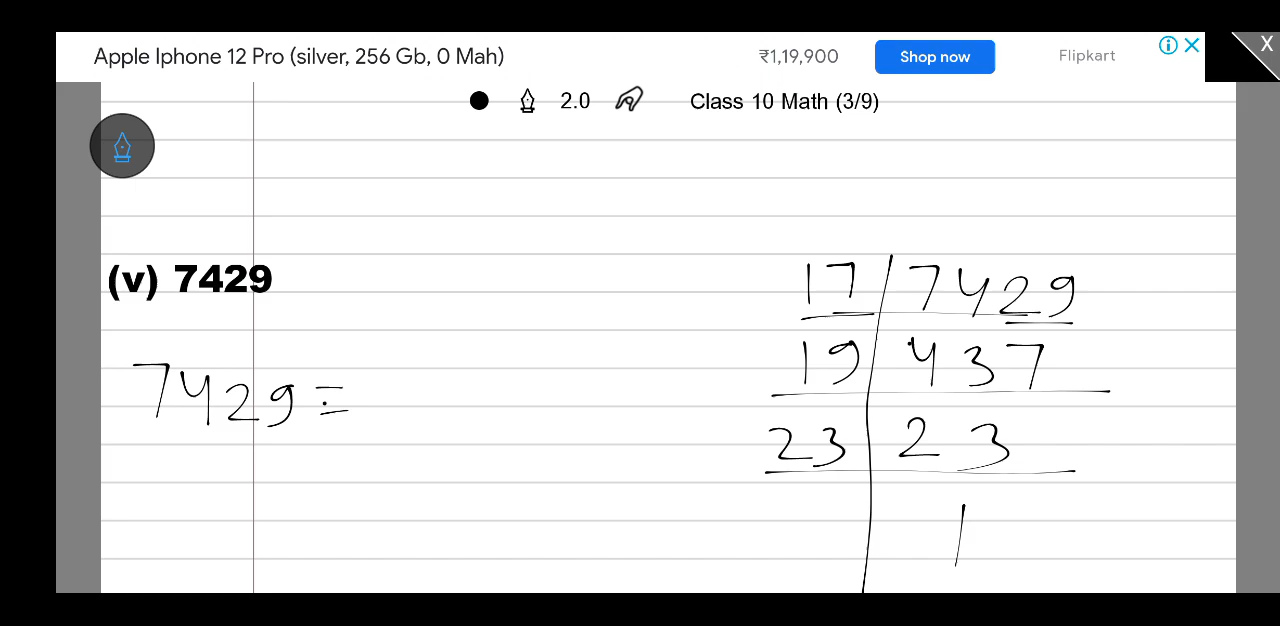 Apple Iphone 12 Pro (silver, 256 Gb, 0 Mah) ₹1,19,900 Shop now Flipkart X
2.0 Class 10 Math (3/9)
(v) 7429
17 7429
19 437
7429=
23 23
1